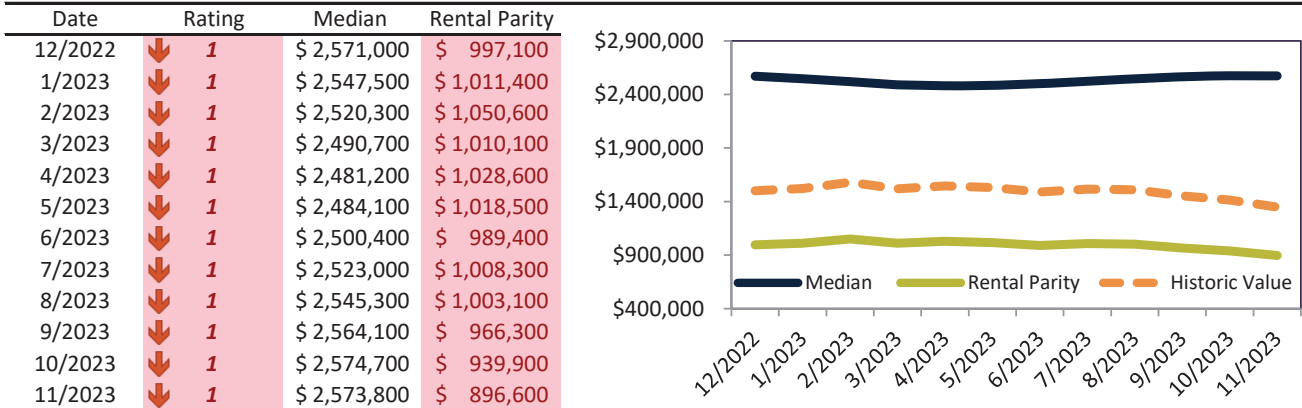 Date Rating Median Rental Parity
12/2022 1 $ 2,571,000 $ 997,100
1/2023 1 $ 2,547,500 $ 1,011,400
2/2023 1 $ 2,520,300 $ 1,050,600
3/2023 1 $ 2,490,700 $ 1,010,100
4/2023 1 $ 2,481,200 $ 1,028,600
5/2023 1 $ 2,484,100 $ 1,018,500
6/2023 1 $ 2,500,400 $ 989,400
7/2023 1 $ 2,523,000 $ 1,008,300
8/2023 1 $ 2,545,300 $ 1,003,100
9/2023 1 $ 2,564,100 $ 966,300
10/2023 1 $ 2,574,700 $ 939,900
11/2023 1 $ 2,573,800 $ 896,600
$2,900,000
$2,400,000
$1,900,000
$1,400,000
$900,000
$400,000
Median Rental Parity Historic Value
12/2022 1/2023 2/2023 3/2023 4/2023 5/2023 6/2023 7/2023 8/2023 9/2023 10/2023 11/2023